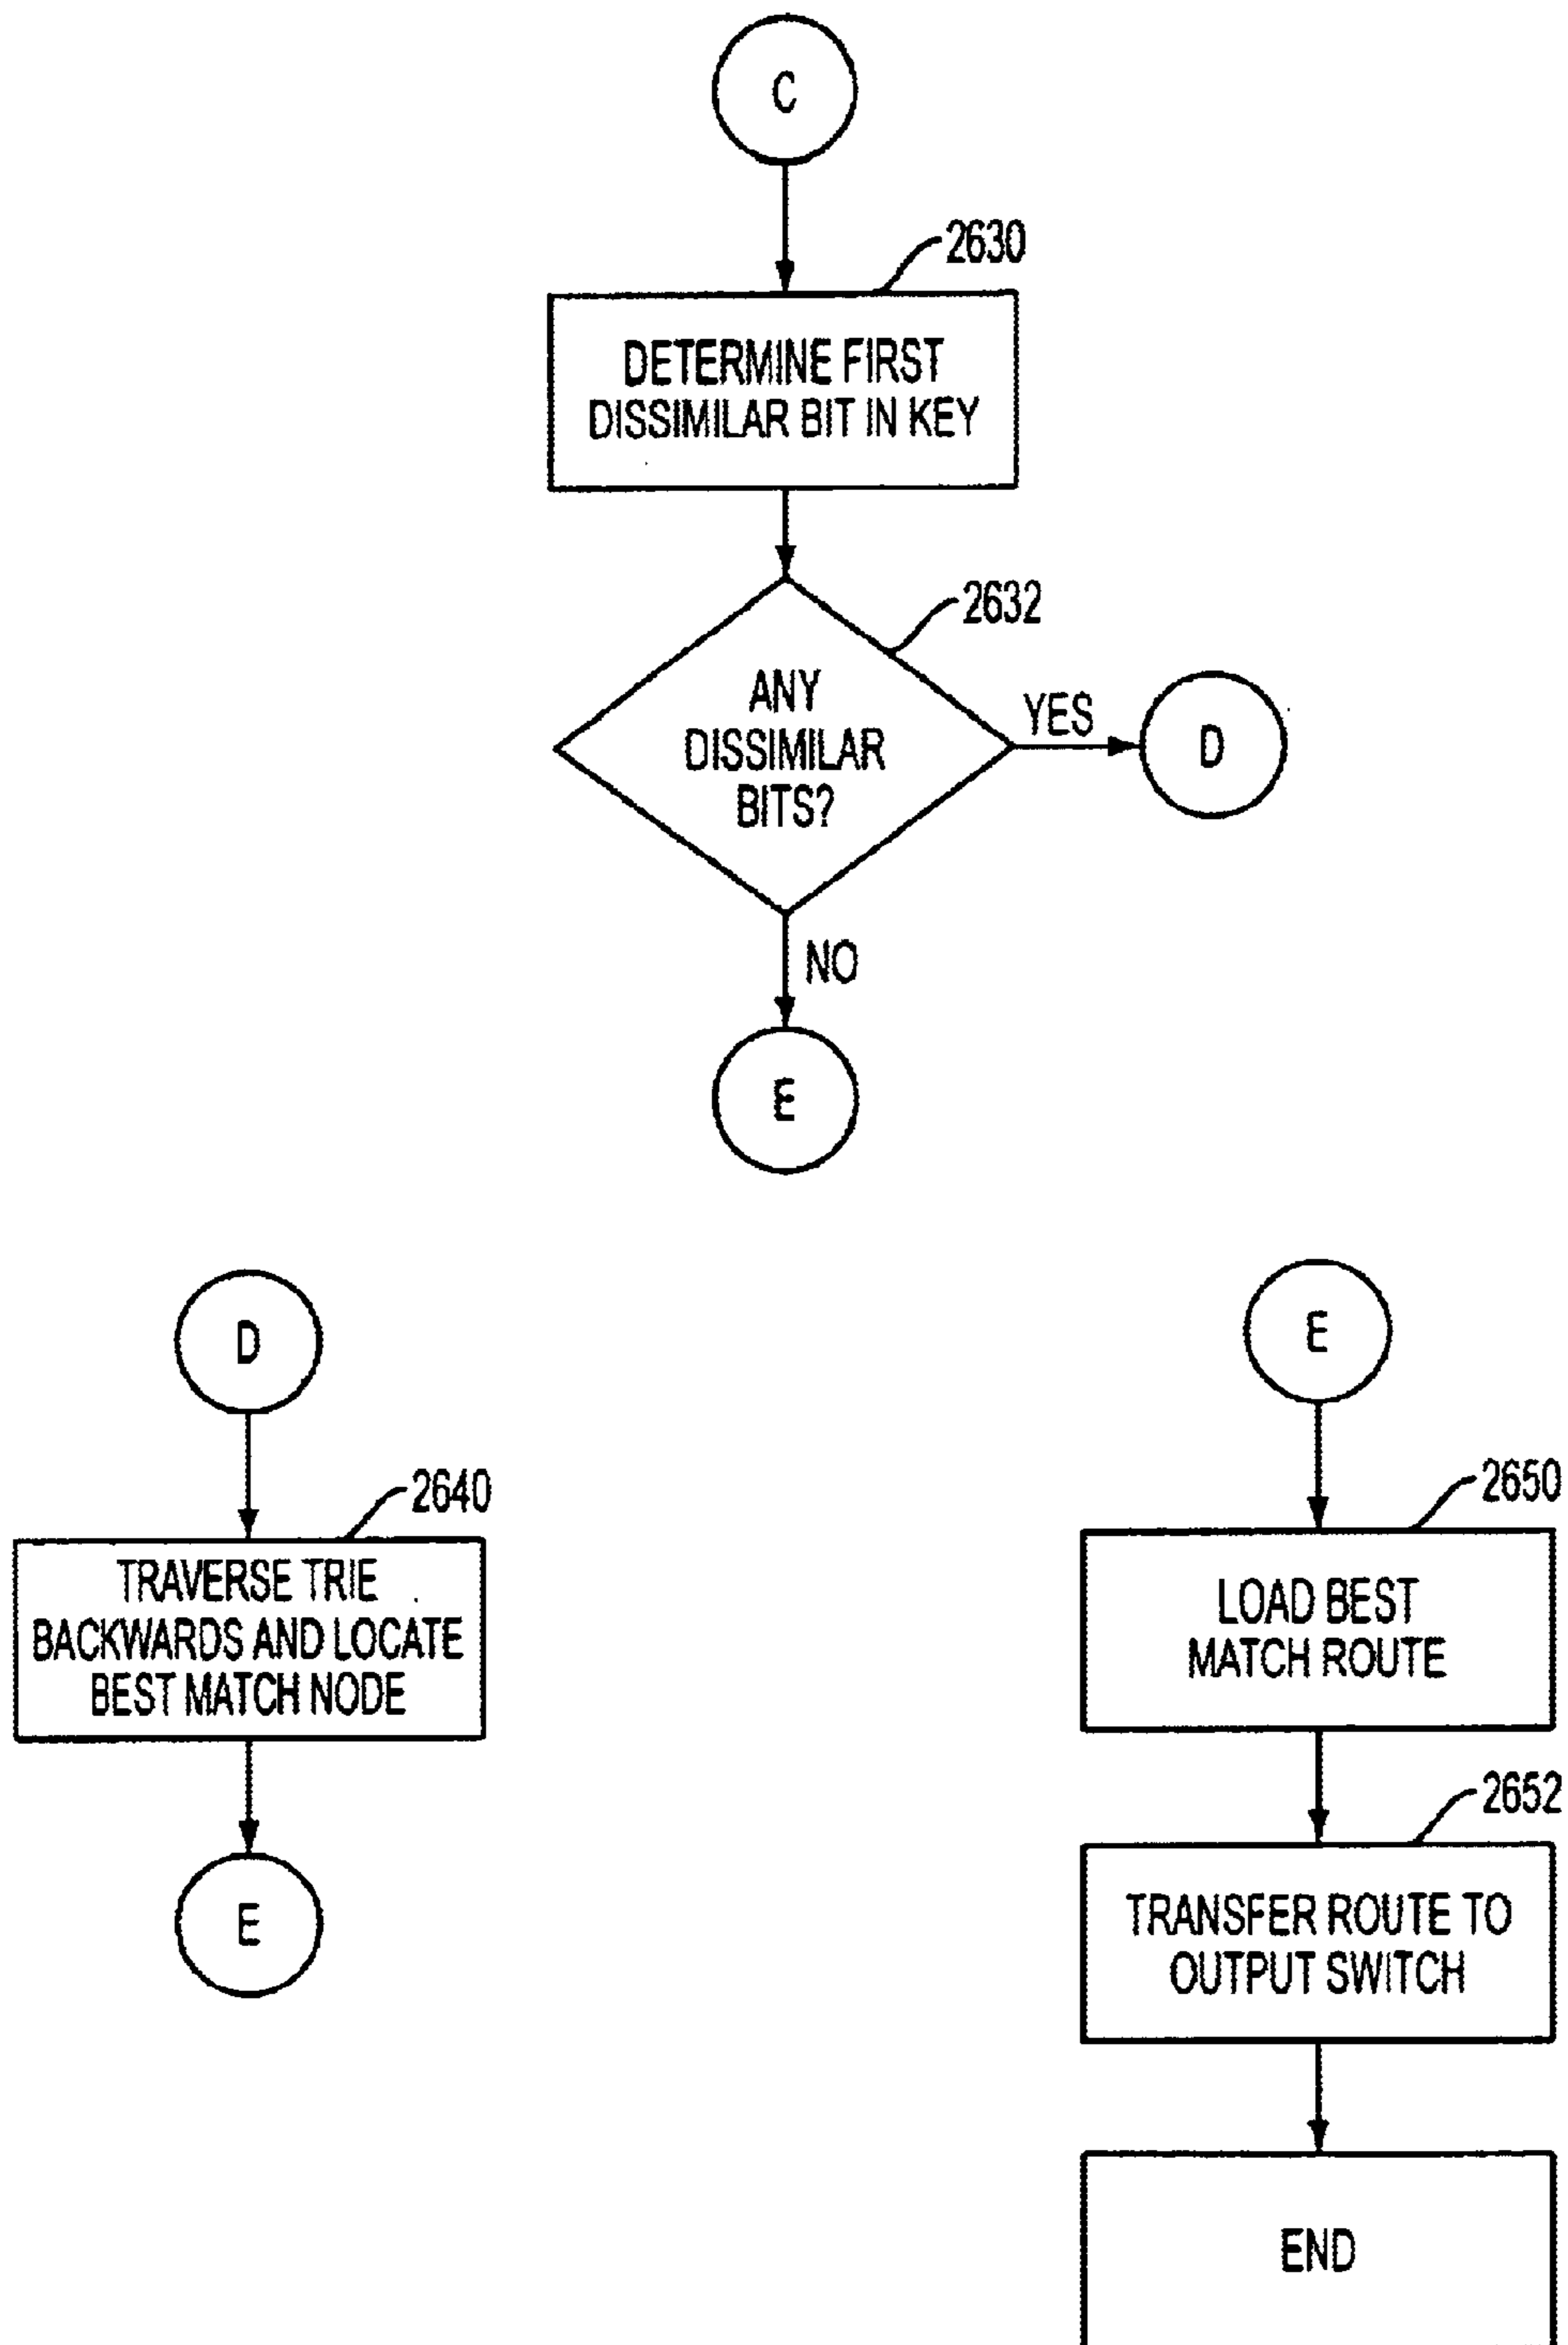 C
2630
DETERMINE FIRST
DISSIMILAR BIT IN KEY
2632
ANY
DISSIMILAR
BITS?
YES
D
NO
E
D
2640
TRAVERSE TRIE
BACKWARDS AND LOCATE
BEST MATCH NODE
E
E
2650
LOAD BEST
MATCH ROUTE
2652
TRANSFER ROUTE TO
OUTPUT SWITCH
END